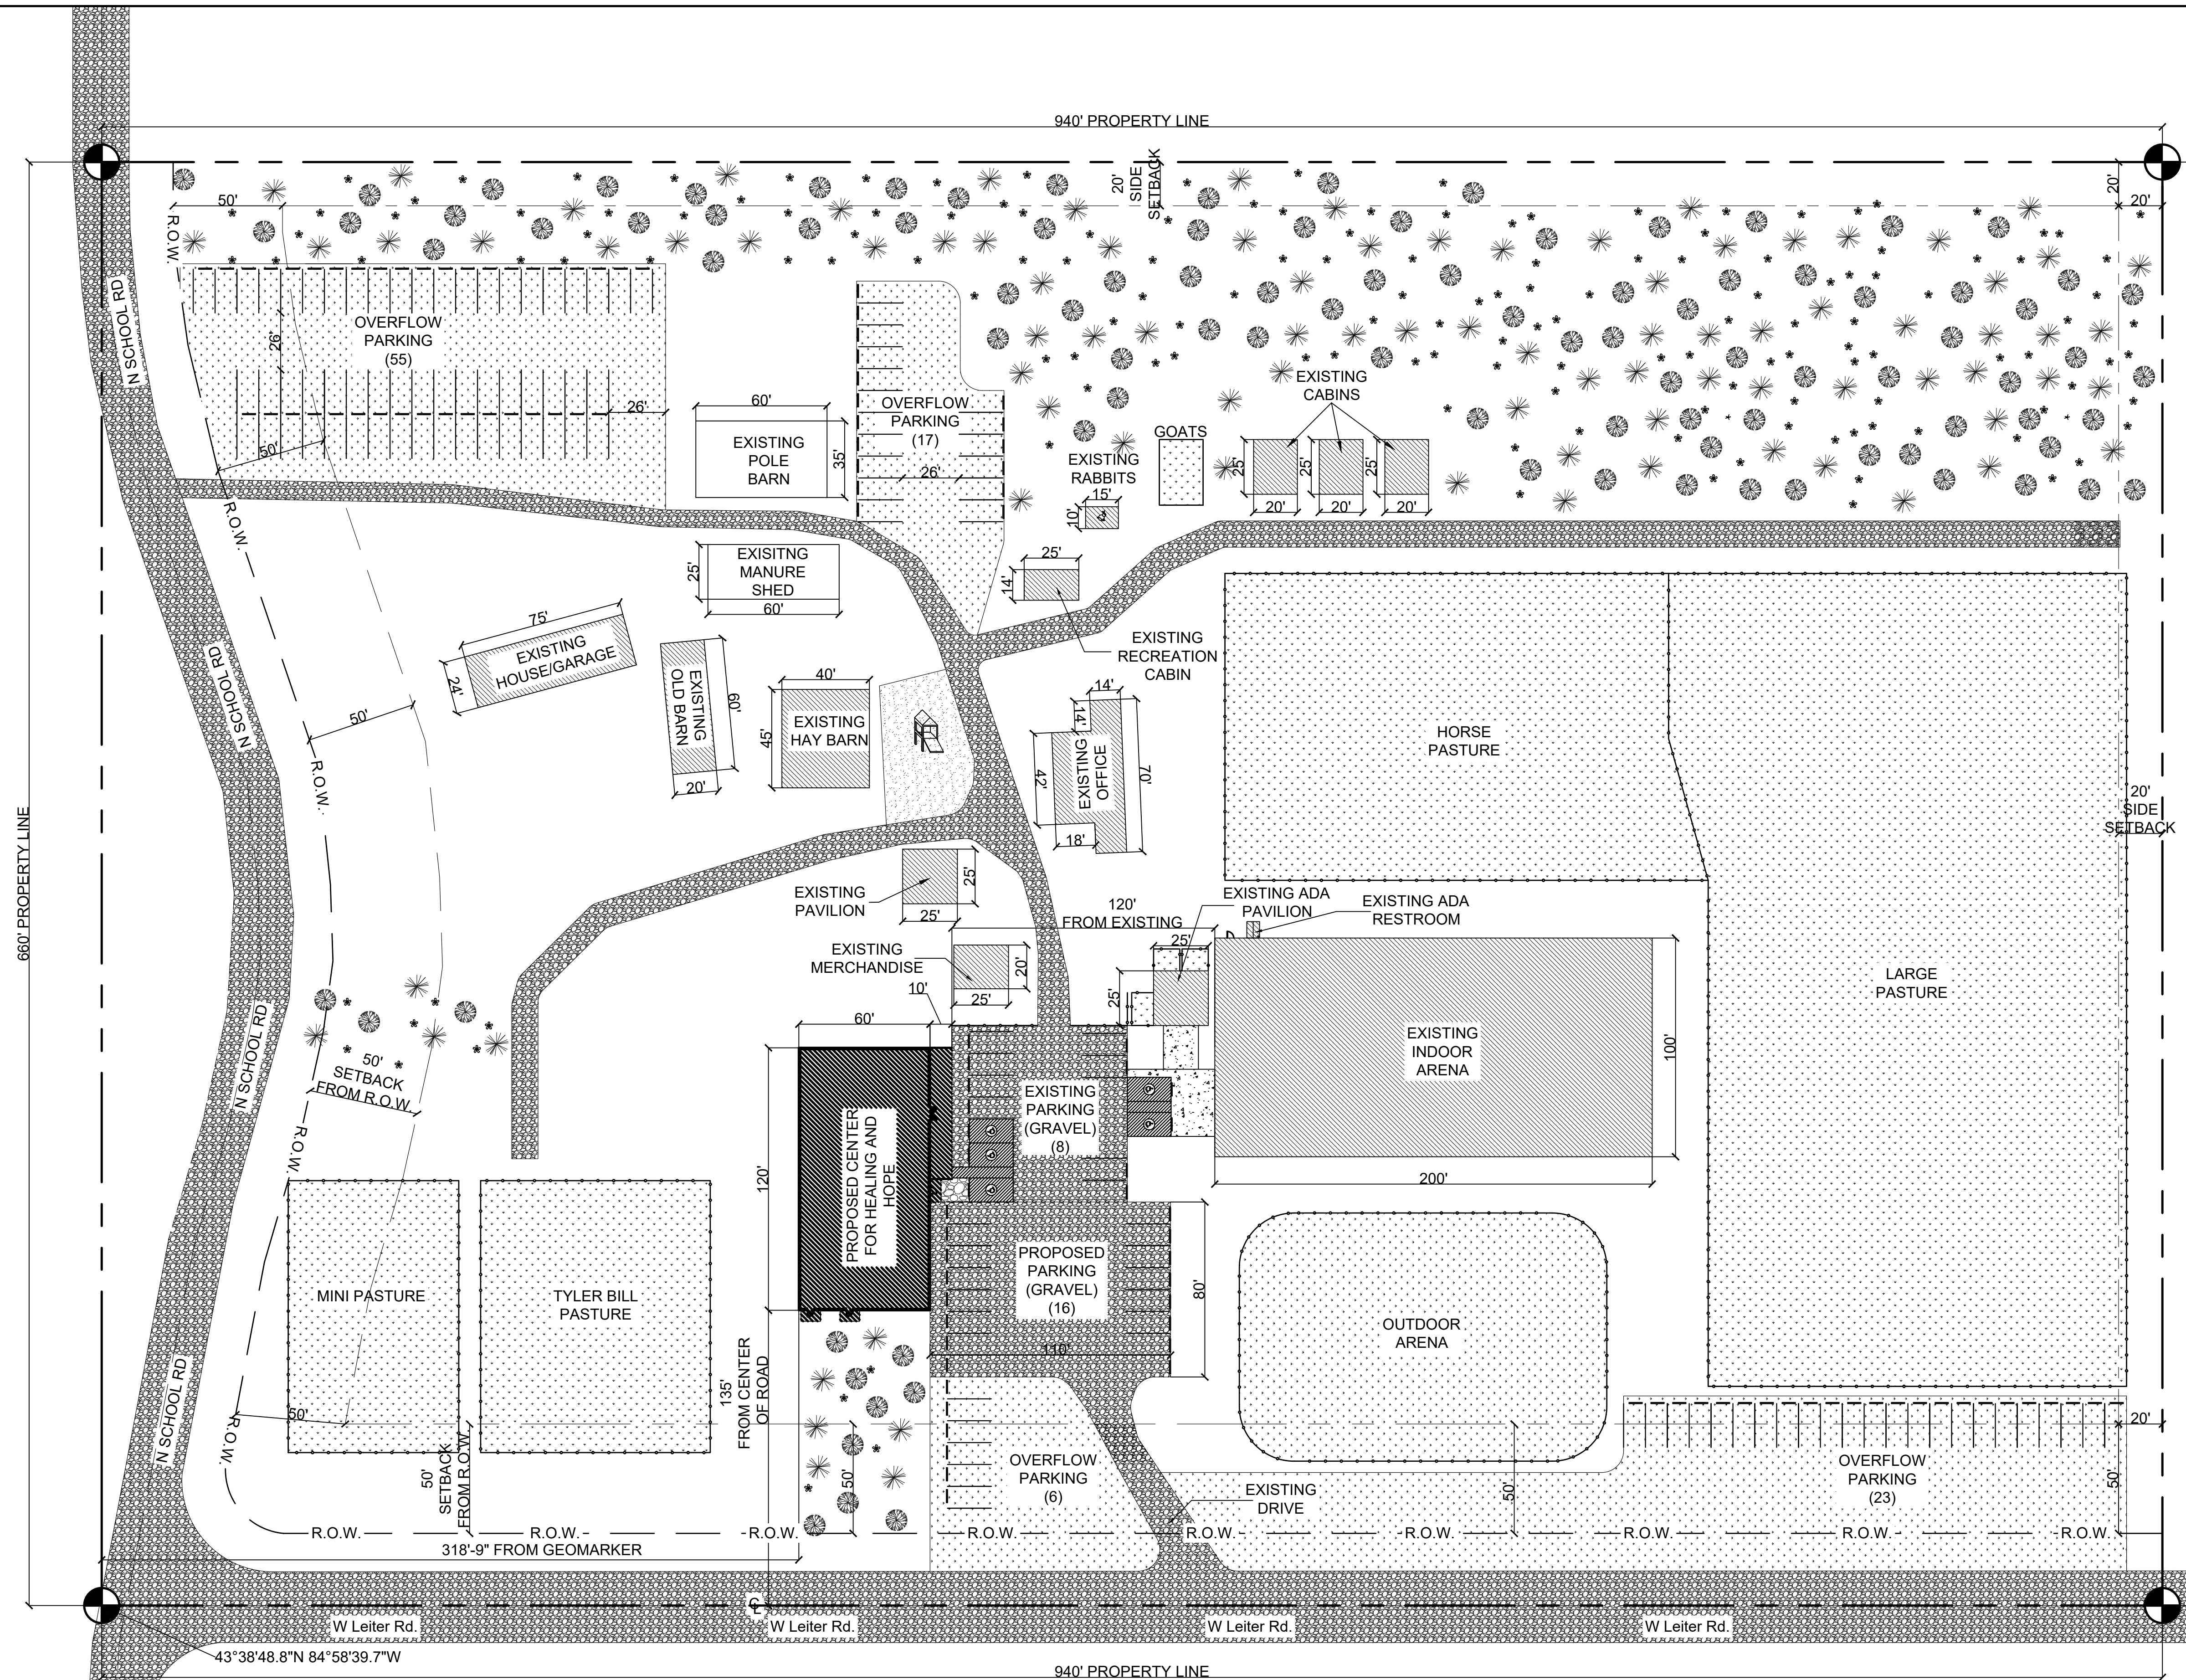 940' PROPERTY LINE
20'
SIDE
SETBACK
20'
20'
50'
R.O.W.
N SCHOOL RD
OVERFLOW
PARKING
(55)
26'
26'
50'
60'
EXISTING
POLE
BARN
35'
OVERFLOW
PARKING
(17)
26'
EXISTING
CABINS
GOATS
EXISTING
RABBITS
15'
10'
25'
20'
25'
20'
25'
20'
R.O.W.
EXISITNG
MANURE
SHED
25'
60'
25'
14'
EXISTING
RECREATION
CABIN
75'
EXISTING
HOUSE/GARAGE
24'
EXISTING
OLD BARN
60'
20'
40'
EXISTING
HAY BARN
45'
14'
14'
EXISTING
OFFICE
42'
70'
18'
N SCHOOL RD
50'
R.O.W.
HORSE
PASTURE
20'
SIDE
SETBACK
660' PROPERTY LINE
EXISTING
PAVILION
25'
25'
120'
FROM EXISTING
EXISTING ADA
PAVILION
EXISTING ADA
RESTROOM
EXISTING
MERCHANDISE
20'
25'
10'
25'
25'
LARGE
PASTURE
60'
EXISTING
INDOOR
ARENA
100'
200'
N SCHOOL RD
50'
SETBACK
FROM R.O.W.
R.O.W.
120'
PROPOSED CENTER
FOR HEALING AND
HOPE
EXISTING
PARKING
(GRAVEL)
(8)
PROPOSED
PARKING
(GRAVEL)
(16)
80'
110'
MINI PASTURE
TYLER BILL
PASTURE
OUTDOOR
ARENA
135'
FROM CENTER
OF ROAD
N SCHOOL RD
50'
R.O.W.
50'
SETBACK
FROM R.O.W.
50'
OVERFLOW
PARKING
(6)
EXISTING
DRIVE
50'
OVERFLOW
PARKING
(23)
20'
50'
R.O.W.
R.O.W.
R.O.W.
R.O.W.
R.O.W.
R.O.W.
R.O.W.
R.O.W.
R.O.W.
318'-9" FROM GEOMARKER
CL
W Leiter Rd.
W Leiter Rd.
W Leiter Rd.
W Leiter Rd.
43°38'48.8"N 84°58'39.7"W
940' PROPERTY LINE